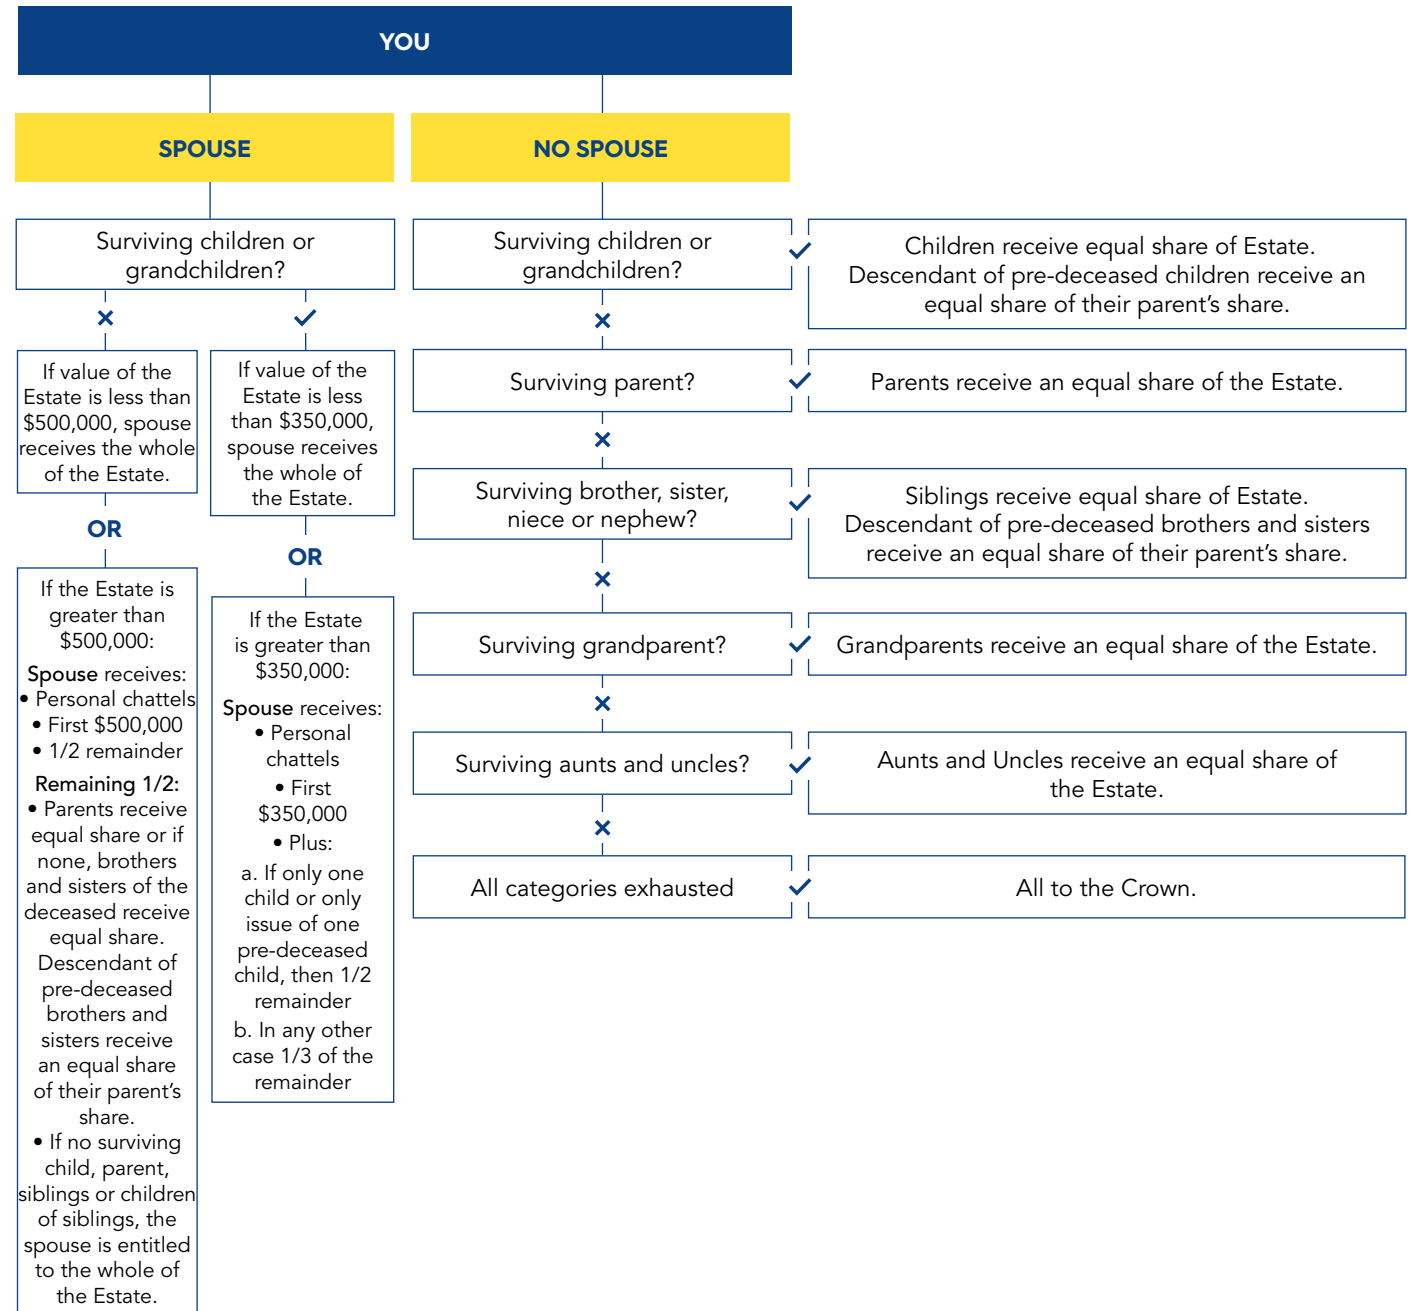 YOU
SPOUSE
Surviving children or
grandchildren?
If value of the
Estate is less than
$500,000, spouse
receives the whole
of the Estate.
OR
If the Estate is
greater than
$500,000:
Spouse receives:
• Personal chattels
• First $500,000
• 1/2 remainder
Remaining 1/2:
• Parents receive
equal share or if
none, brothers
and sisters of the
deceased receive
equal share.
Descendant of
pre-deceased
brothers and
sisters receive
an equal share
of their parent's
share.
• If no surviving
child, parent,
siblings or children
of siblings, the
spouse is entitled
to the whole of
the Estate.
If value of the
Estate is less
than $350,000,
spouse receives
the whole of
the Estate.
OR
If the Estate
is greater than
$350,000:
Spouse receives:
• Personal
chattels
• First
$350,000
• Plus:
a. If only one
child or only
issue of one
pre-deceased
child, then 1/2
remainder
b. In any other
case 1/3 of the
remainder
NO SPOUSE
Surviving children or
grandchildren?
Children receive equal share of Estate.
Descendant of pre-deceased children receive an
equal share of their parent's share.
Surviving parent?
Parents receive an equal share of the Estate.
Surviving brother, sister,
niece or nephew?
Siblings receive equal share of Estate.
Descendant of pre-deceased brothers and sisters
receive an equal share of their parent's share.
Surviving grandparent?
Grandparents receive an equal share of the Estate.
Surviving aunts and uncles?
Aunts and Uncles receive an equal share of
the Estate.
All categories exhausted
All to the Crown.